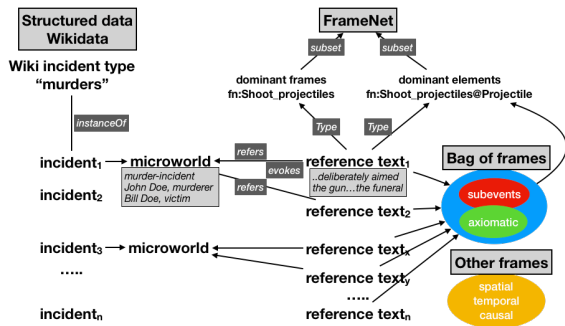 Structured data
Wikidata
FrameNet
subset
subset
Wiki incident type
"murders"
dominant frames
fn:Shoot_projectiles
dominant elements
fn:Shoot_projectiles@Projectile
instanceOf
Type
Type
incident1
microworld
refers
evokes
refers
reference text1
murder-incident
John Doe, murderer
Bill Doe, victim
..deliberately aimed
the gun...the funeral
Bag of frames
subevents
axiomatic
incident2
reference text2
incident3
microworld
reference textx
.....
reference texty
Other frames
spatial
temporal
causal
.....
incidentn
reference textn